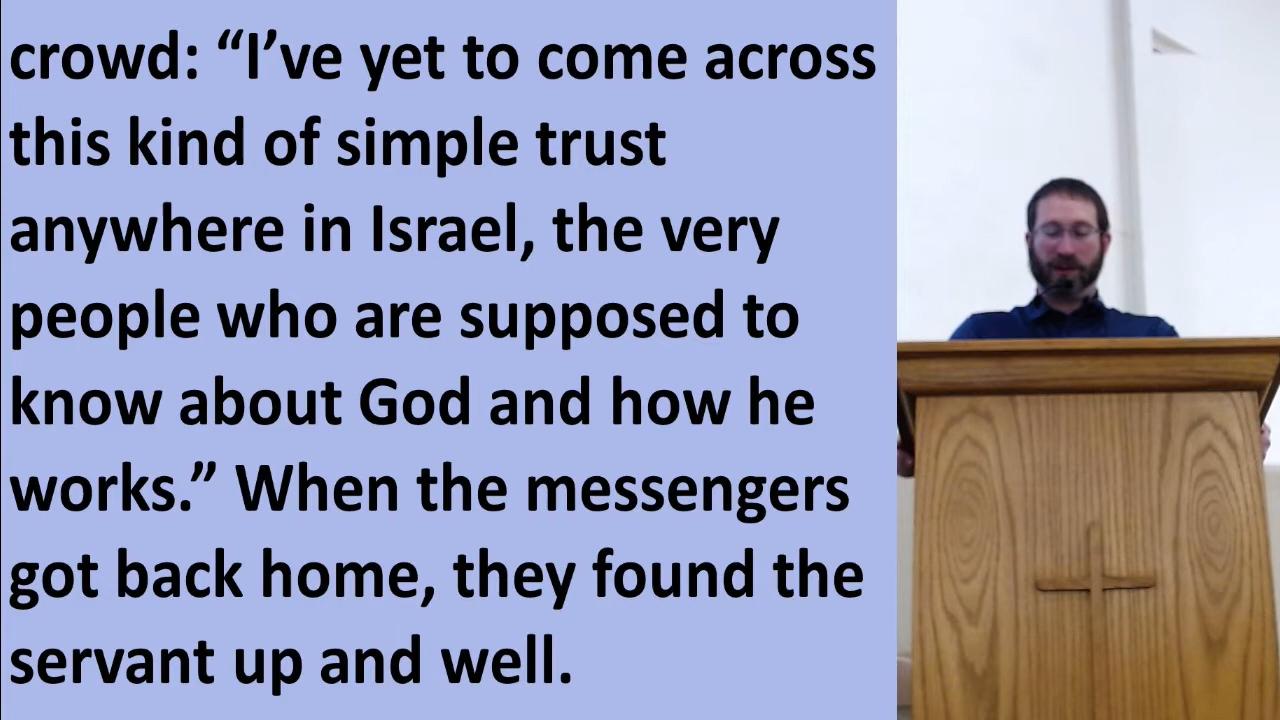 crowd: “I’ve yet to come across
this kind of simple trust
anywhere in Israel, the very
people who are supposed to
know about God and how he
works.” When the messengers
got back home, they found the
servant up and well.